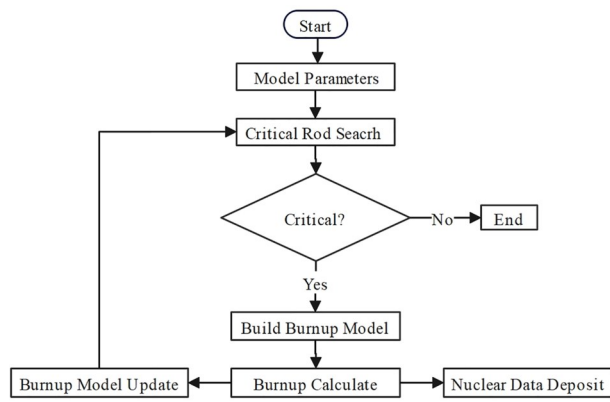 Start
Model Parameters
Critical Rod Seacrh
Critical?
No
End
Yes
Build Burnup Model
Burnup Model Update
Burnup Calculate
Nuclear Data Deposit